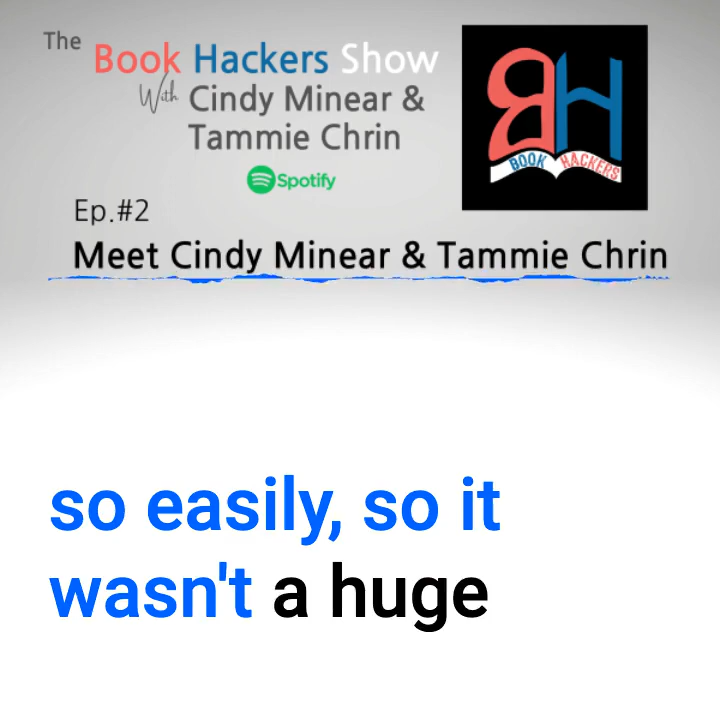 The
Book Hackers Show
With Cindy Minear &
Tammie Chrin
Spotify
BH
BOOK HACKERS
Ep.#2
Meet Cindy Minear & Tammie Chrin
so easily, so it
wasn't a huge